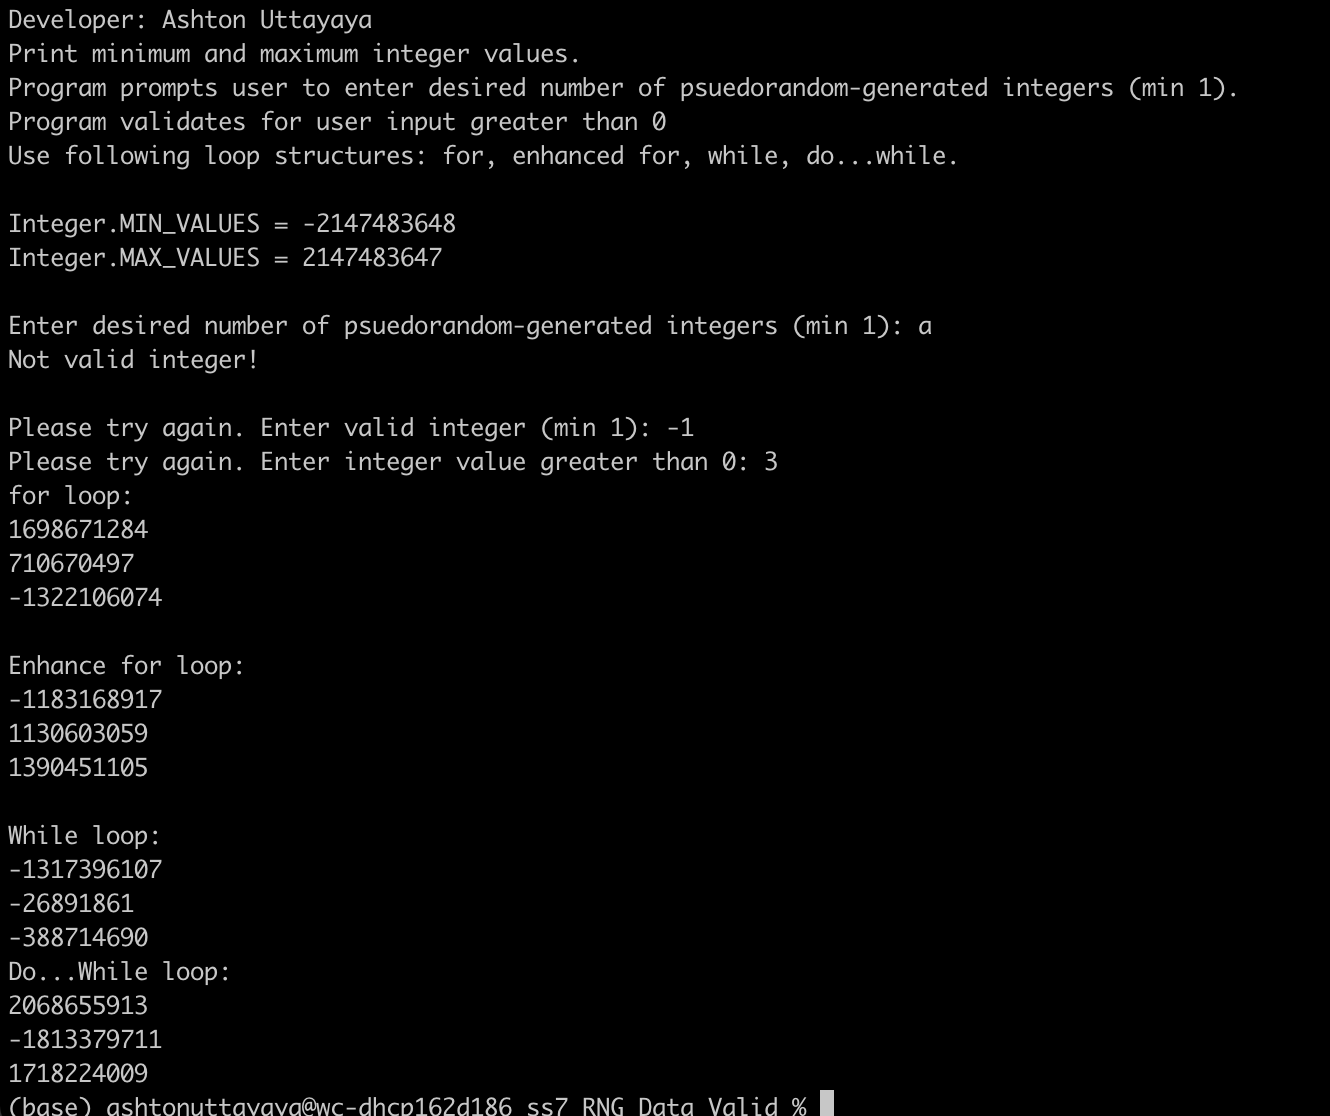 Developer: Ashton Uttayaya
Print minimum and maximum integer values.
Program prompts user to enter desired number of psuedorandom-generated integers (min 1).
Program validates for user input greater than 0
Use following loop structures: for, enhanced for, while, do...while.
Integer.MIN_VALUES = -2147483648
Integer.MAX_VALUES = 2147483647
Enter desired number of psuedorandom-generated integers (min 1): a
Not valid integer!
Please try again. Enter valid integer (min 1): -1
Please try again. Enter integer value greater than 0: 3
for loop:
1698671284
710670497
-1322106074
Enhance for loop:
-1183168917
1130603059
1390451105
While loop:
-1317396107
-26891861
-388714690
Do...While loop:
2068655913
-1813379711
1718224009
(base) ashtonuttayaya@wc-dhcp162d186 ss7_RNG_Data_Valid %